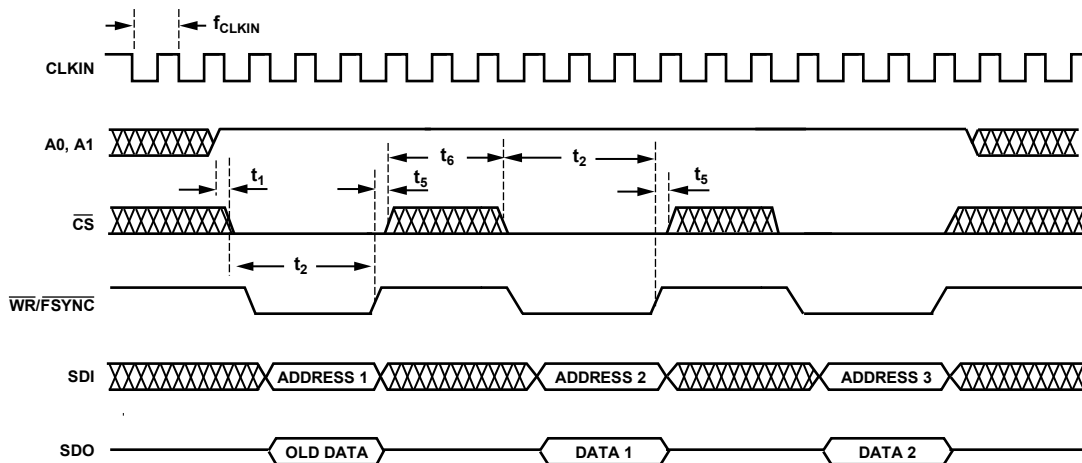 fCLKIN
CLKIN
A0, A1
t6
t2
t1
t5
t5
CS
t2
WR/FSYNC
SDI
ADDRESS 1
ADDRESS 2
ADDRESS 3
SDO
OLD DATA
DATA 1
DATA 2